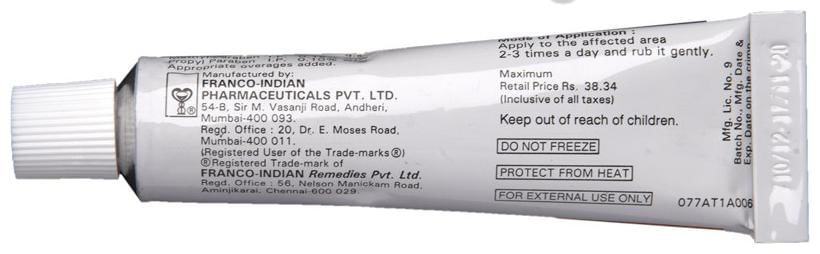 Propyl Paraben I.P. 0.10%
Appropriate overages added.
Manufactured by:
FRANCO-INDIAN
PHARMACEUTICALS PVT. LTD.
54-B, Sir M. Vasanji Road, Andheri,
Mumbai-400 093.
Regd. Office : 20, Dr. E. Moses Road,
Mumbai-400 011.
(Registered User of the Trade-marks®)
®Registered Trade-mark of
FRANCO-INDIAN Remedies Pvt. Ltd.
Regd. Office : 56, Nelson Manickam Road,
Aminjikarai, Chennai-600 029.
Mode of Application :
Apply to the affected area
2-3 times a day and rub it gently.
Maximum
Retail Price Rs. 38.34
(Inclusive of all taxes)
Keep out of reach of children.
DO NOT FREEZE
PROTECT FROM HEAT
FOR EXTERNAL USE ONLY
077AT1A006
Mfg. Lic. No. 9
Batch No., Mfg. Date &
Exp. Date on the crimp